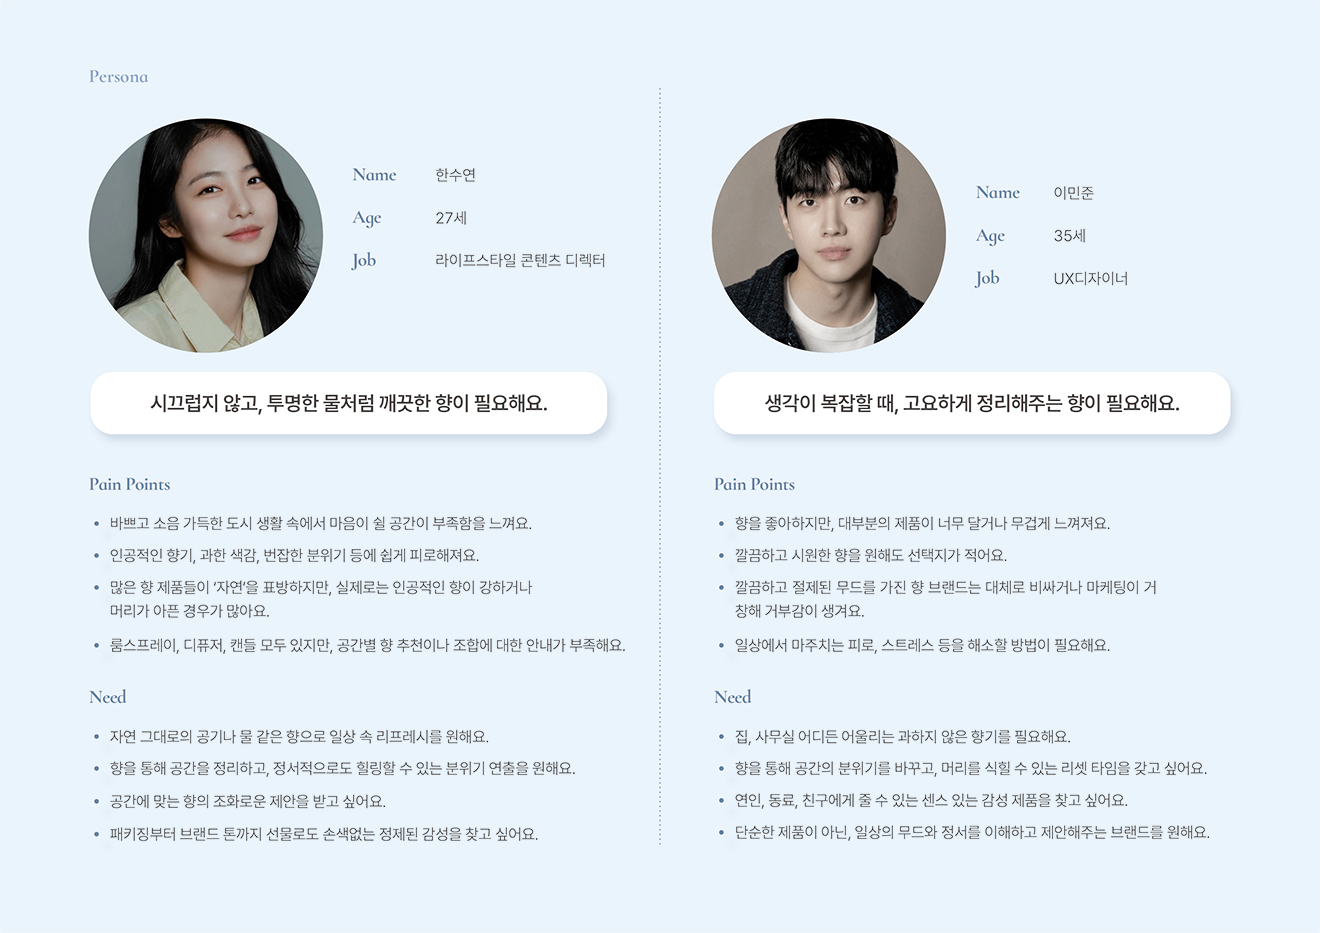 Persona
Name 한수연
Age 27세
Job 라이프스타일 콘텐츠 디렉터
시끄럽지 않고, 투명한 물처럼 깨끗한 향이 필요해요.
Pain Points
• 바쁘고 소음 가득한 도시 생활 속에서 마음이 쉴 공간이 부족함을 느껴요.
• 인공적인 향기, 과한 색감, 번잡한 분위기 등에 쉽게 피로해져요.
• 많은 향 제품들이 ‘자연’을 표방하지만, 실제로는 인공적인 향이 강하거나
머리가 아픈 경우가 많아요.
• 룸스프레이, 디퓨저, 캔들 모두 있지만, 공간별 향 추천이나 조합에 대한 안내가 부족해요.
Need
• 자연 그대로의 공기나 물 같은 향으로 일상 속 리프레시를 원해요.
• 향을 통해 공간을 정리하고, 정서적으로도 힐링할 수 있는 분위기 연출을 원해요.
• 공간에 맞는 향의 조화로운 제안을 받고 싶어요.
• 패키징부터 브랜드 톤까지 선물로도 손색없는 정제된 감성을 찾고 싶어요.
Name 이민준
Age 35세
Job UX디자이너
생각이 복잡할 때, 고요하게 정리해주는 향이 필요해요.
Pain Points
• 향을 좋아하지만, 대부분의 제품이 너무 달거나 무겁게 느껴져요.
• 깔끔하고 시원한 향을 원해도 선택지가 적어요.
• 깔끔하고 절제된 무드를 가진 향 브랜드는 대체로 비싸거나 마케팅이 거
창해 거부감이 생겨요.
• 일상에서 마주치는 피로, 스트레스 등을 해소할 방법이 필요해요.
Need
• 집, 사무실 어디든 어울리는 과하지 않은 향기를 필요해요.
• 향을 통해 공간의 분위기를 바꾸고, 머리를 식힐 수 있는 리셋 타임을 갖고 싶어요.
• 연인, 동료, 친구에게 줄 수 있는 센스 있는 감성 제품을 찾고 싶어요.
• 단순한 제품이 아닌, 일상의 무드와 정서를 이해하고 제안해주는 브랜드를 원해요.